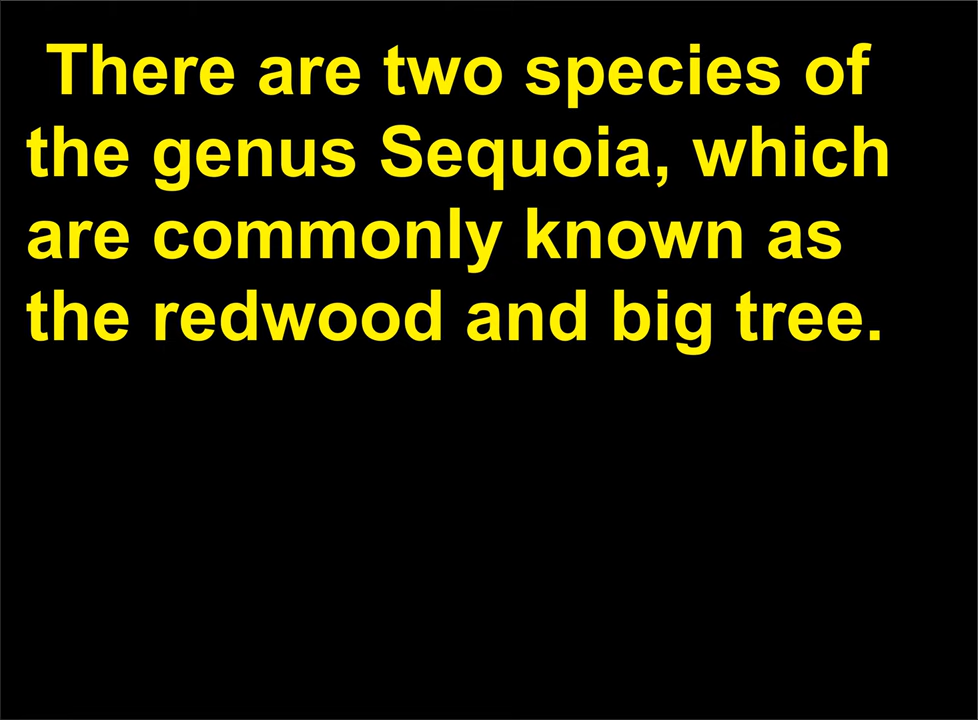 There are two species of
the genus Sequoia, which
are commonly known as
the redwood and big tree.